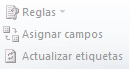 Reglas
Asignar campos
Actualizar etiquetas